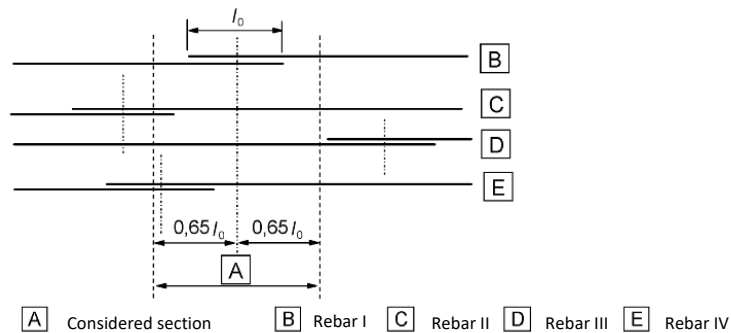 l₀
B
C
D
E
0,65 l₀ 0,65 l₀
A
A Considered section B Rebar I C Rebar II D Rebar III E Rebar IV